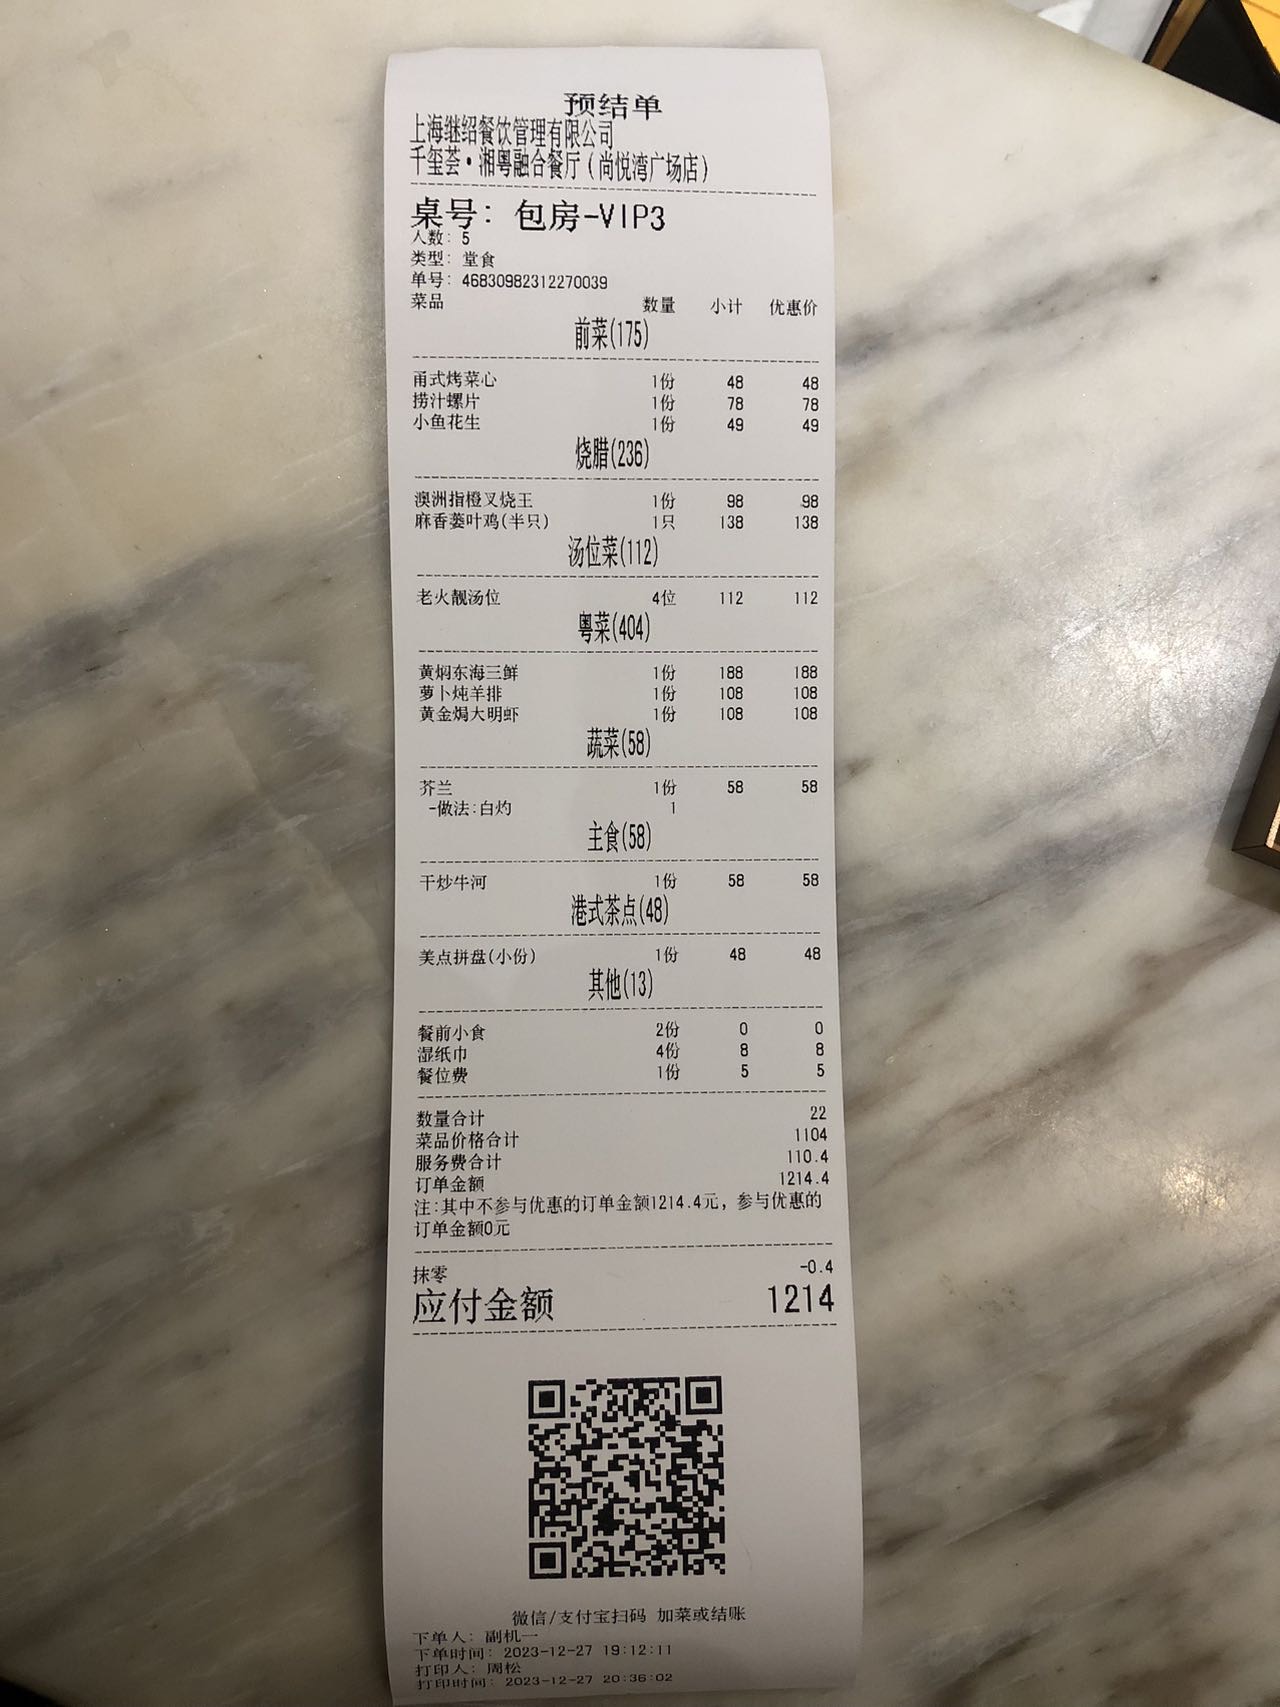 预结单
上海继绍餐饮管理有限公司
千玺荟·湘粤融合餐厅(尚悦湾广场店)
桌号: 包房-VIP3
人数: 5
类型: 堂食
单号: 46830982312270039
菜品 数量 小计 优惠价
前菜(175)
甬式烤菜心 1份 48 48
捞汁螺片 1份 78 78
小鱼花生 1份 49 49
烧腊(236)
澳洲指橙叉烧王 1份 98 98
麻香蒌叶鸡(半只) 1只 138 138
汤位菜(112)
老火靓汤位 4位 112 112
粤菜(404)
黄焖东海三鲜 1份 188 188
萝卜炖羊排 1份 108 108
黄金焗大明虾 1份 108 108
蔬菜(58)
芥兰 1份 58 58
-做法:白灼 1
主食(58)
干炒牛河 1份 58 58
港式茶点(48)
美点拼盘(小份) 1份 48 48
其他(13)
餐前小食 2份 0 0
湿纸巾 4份 8 8
餐位费 1份 5 5
数量合计 22
菜品价格合计 1104
服务费合计 110.4
订单金额 1214.4
注:其中不参与优惠的订单金额1214.4元，参与优惠的
订单金额0元
抹零 -0.4
应付金额 1214
微信/支付宝扫码 加菜或结账
下单人: 副机一
下单时间: 2023-12-27 19:12:11
打印人: 周松
打印时间: 2023-12-27 20:36:02